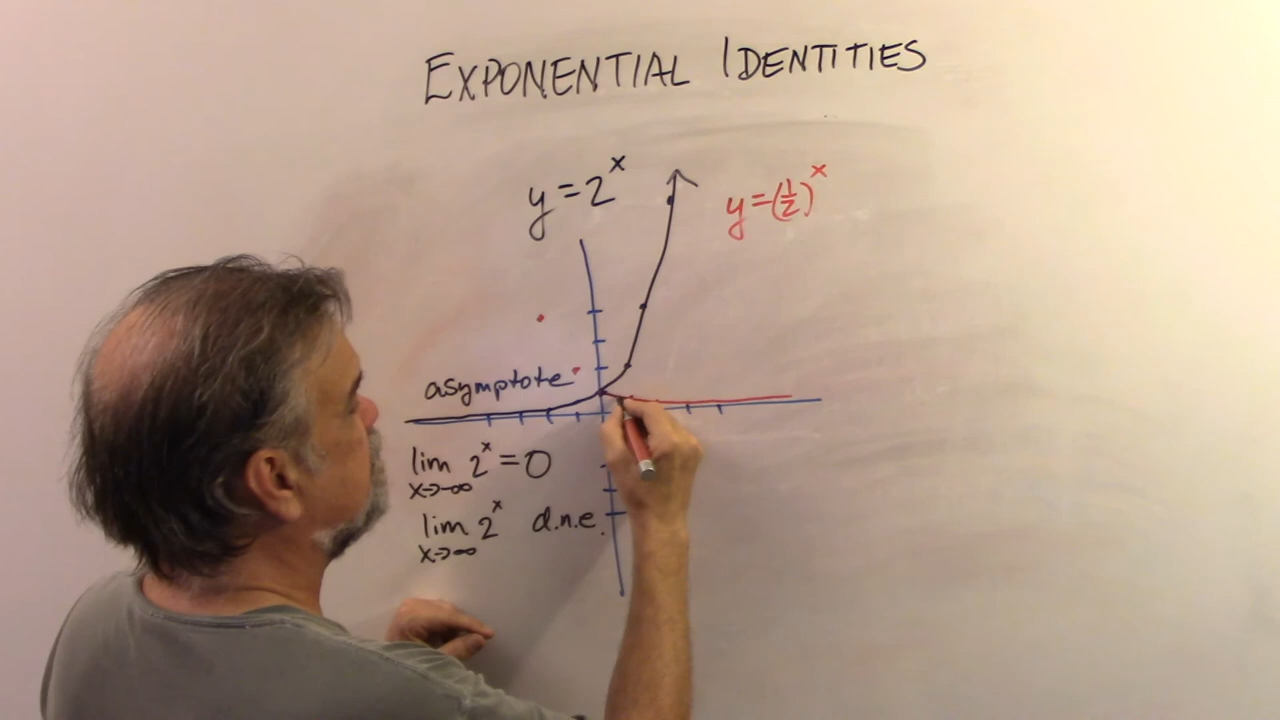 EXPONENTIAL IDENTITIES
y = 2^x
y = (1/2)^x
asymptote
lim 2^x = 0
x→-∞
lim 2^x d.n.e.
x→∞